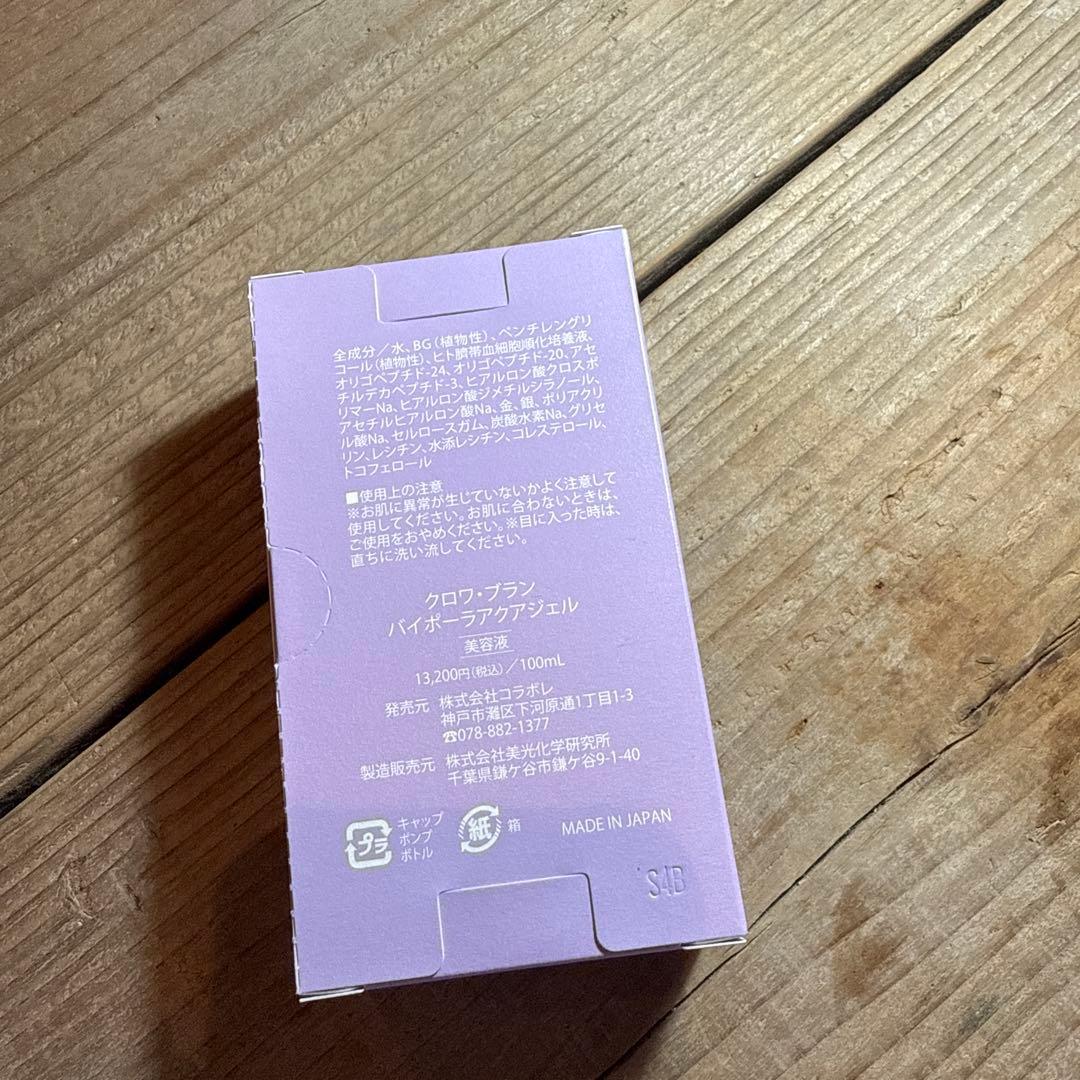 全成分／水、BG（植物性）、ペンチレングリ
コール（植物性）、ヒト臍帯血細胞順化培養液、
オリゴペプチド-24、オリゴペプチド-20、アセ
チルデカペプチド-3、ヒアルロン酸クロスポ
リマーNa、ヒアルロン酸ジメチルシラノール、
アセチルヒアルロン酸Na、金、銀、ポリアクリ
ル酸Na、セルロースガム、炭酸水素Na、グリセ
リン、レシチン、水添レシチン、コレステロール、
トコフェロール
■使用上の注意
※お肌に異常が生じていないかよく注意して
使用してください。お肌に合わないときは、
ご使用をおやめください。※目に入った時は、
直ちに洗い流してください。
クロワ・ブラン
バイポーラアクアジェル
美容液
13,200円（税込）／100mL
発売元 株式会社コラボレ
神戸市灘区下河原通1丁目1-3
☎078-882-1377
製造販売元 株式会社美光化学研究所
千葉県鎌ケ谷市鎌ケ谷9-1-40
プラ
キャップ
ポンプ
ボトル
紙 箱
MADE IN JAPAN
S4B